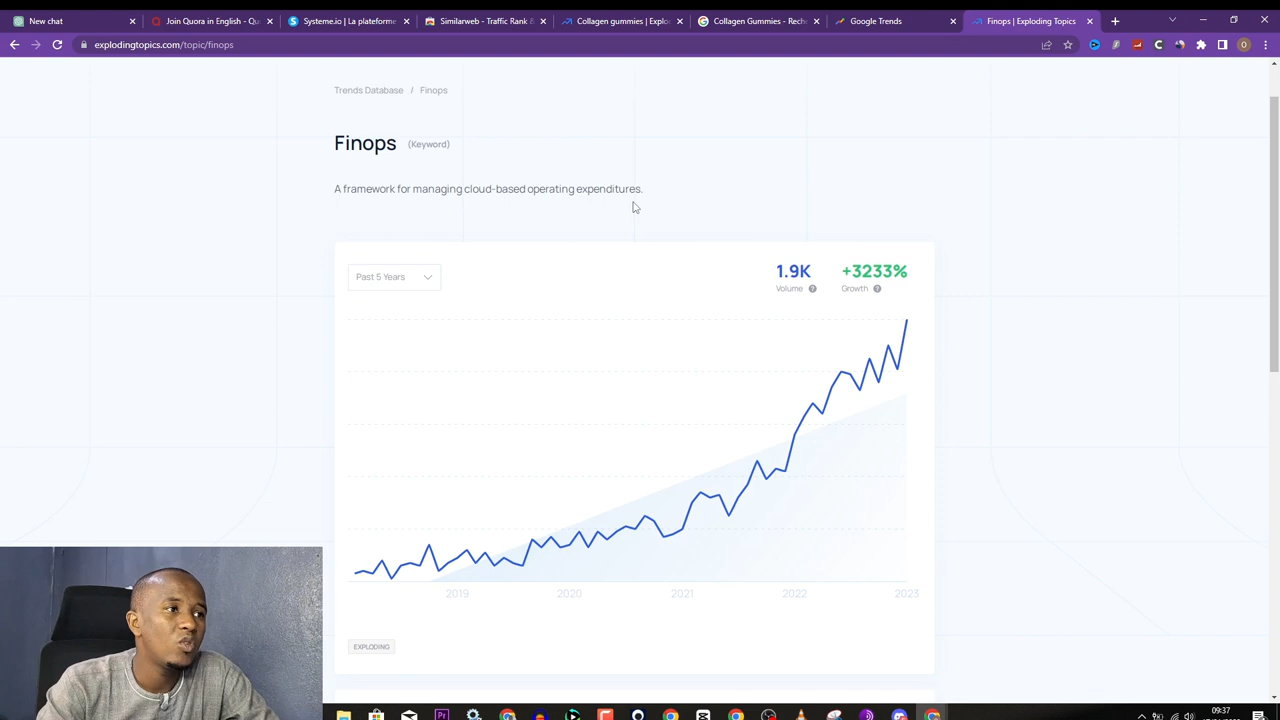 New chat
Join Quora in English - Qu
Systeme.io | La plateforme
Similarweb - Traffic Rank &
Collagen gummies | Explo
Collagen Gummies - Reche
Google Trends
Finops | Exploding Topics
explodingtopics.com/topic/finops
Trends Database / Finops
Finops (Keyword)
A framework for managing cloud-based operating expenditures.
Past 5 Years
1.9K
+3233%
Volume
Growth
2019
2020
2021
2022
2023
EXPLODING
09:37